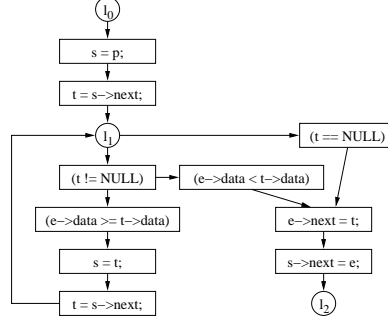 l0
s = p;
t = s−>next;
l1
(t == NULL)
(t != NULL)
(e−>data < t−>data)
(e−>data >= t−>data)
e−>next = t;
s = t;
s−>next = e;
t = s−>next;
l2